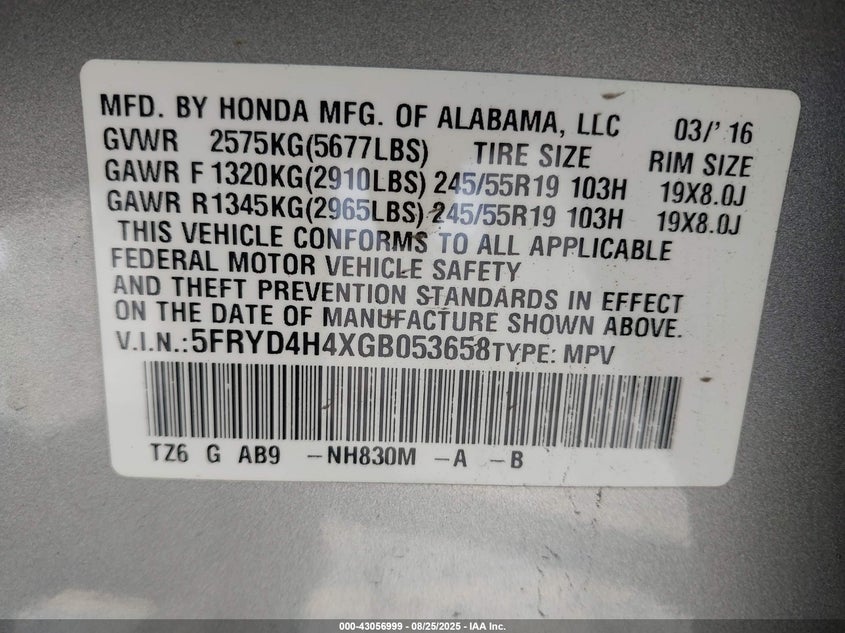 MFD. BY HONDA MFG. OF ALABAMA, LLC 03/' 16
GVWR 2575KG(5677LBS) TIRE SIZE RIM SIZE
GAWR F 1320KG(2910LBS) 245/55R19 103H 19X8.0J
GAWR R 1345KG(2965LBS) 245/55R19 103H 19X8.0J
THIS VEHICLE CONFORMS TO ALL APPLICABLE
FEDERAL MOTOR VEHICLE SAFETY
AND THEFT PREVENTION STANDARDS IN EFFECT
ON THE DATE OF MANUFACTURE SHOWN ABOVE.
V.I.N.:5FRYD4H4XGB053658 TYPE: MPV
TZ6 G AB9 -NH830M -A -B
000-43056999 - 08/25/2025 - IAA Inc.